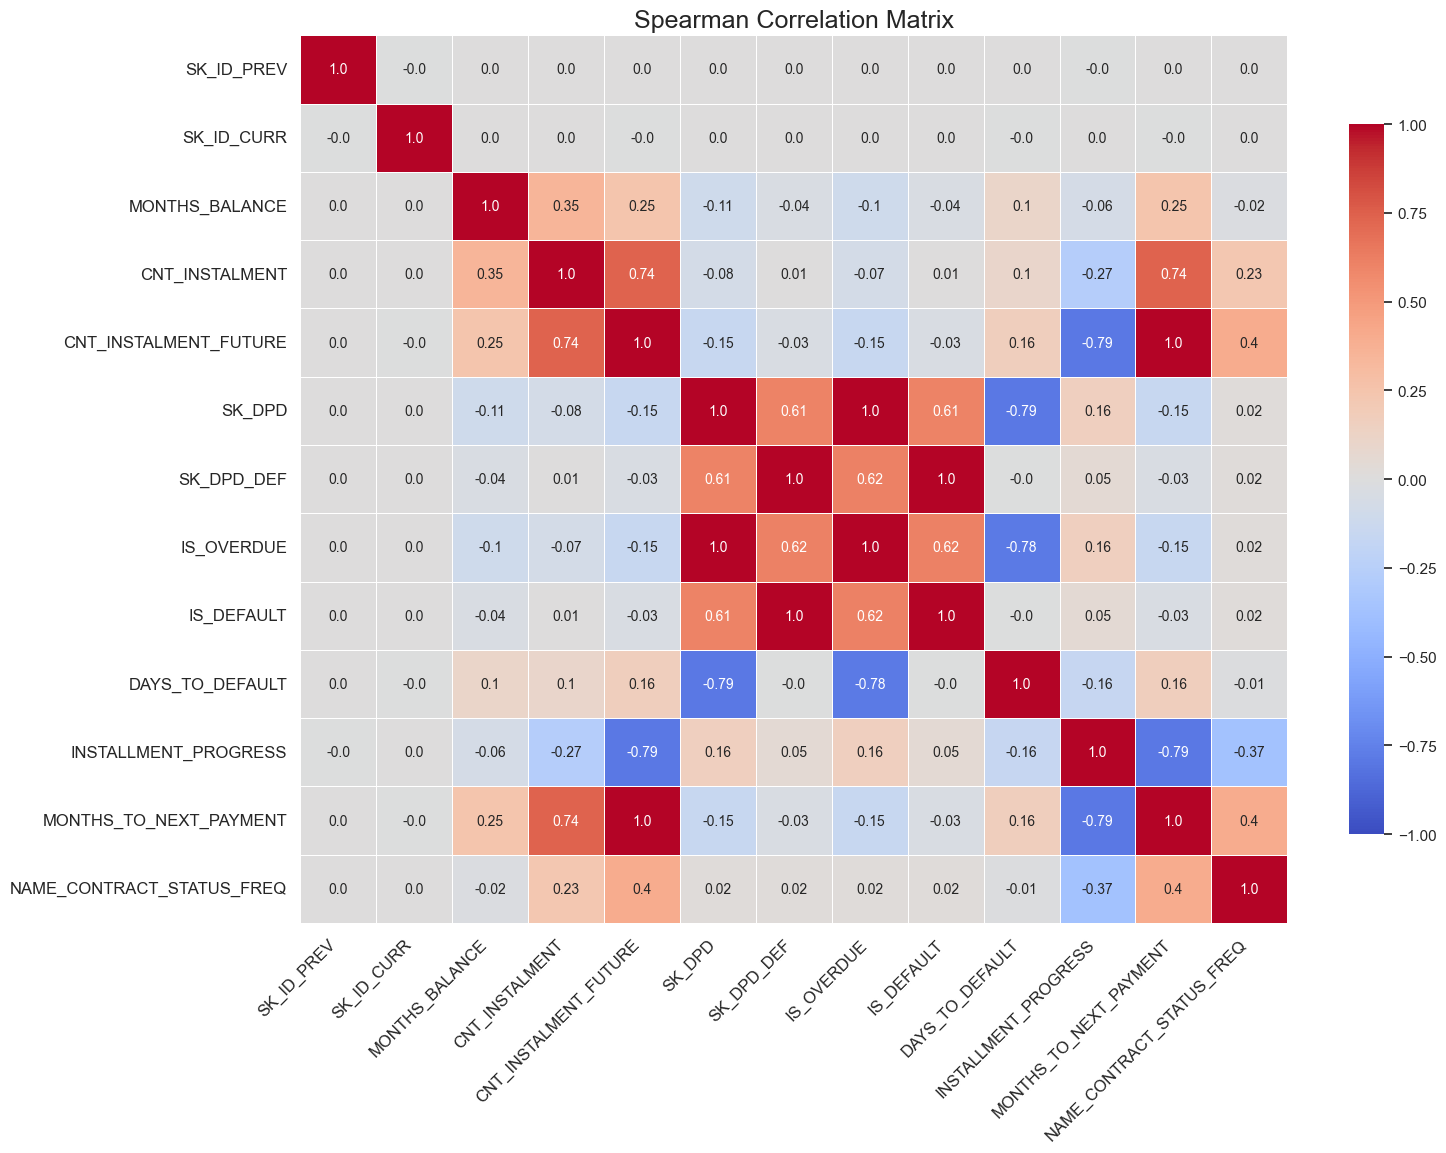 Spearman Correlation Matrix
SK_ID_PREV 1.0 -0.0 0.0 0.0 0.0 0.0 0.0 0.0 0.0 0.0 -0.0 0.0 0.0
SK_ID_CURR -0.0 1.0 0.0 0.0 -0.0 0.0 0.0 0.0 0.0 -0.0 0.0 -0.0 0.0
MONTHS_BALANCE 0.0 0.0 1.0 0.35 0.25 -0.11 -0.04 -0.1 -0.04 0.1 -0.06 0.25 -0.02
CNT_INSTALMENT 0.0 0.0 0.35 1.0 0.74 -0.08 0.01 -0.07 0.01 0.1 -0.27 0.74 0.23
CNT_INSTALMENT_FUTURE 0.0 -0.0 0.25 0.74 1.0 -0.15 -0.03 -0.15 -0.03 0.16 -0.79 1.0 0.4
SK_DPD 0.0 0.0 -0.11 -0.08 -0.15 1.0 0.61 1.0 0.61 -0.79 0.16 -0.15 0.02
SK_DPD_DEF 0.0 0.0 -0.04 0.01 -0.03 0.61 1.0 0.62 1.0 -0.0 0.05 -0.03 0.02
IS_OVERDUE 0.0 0.0 -0.1 -0.07 -0.15 1.0 0.62 1.0 0.62 -0.78 0.16 -0.15 0.02
IS_DEFAULT 0.0 0.0 -0.04 0.01 -0.03 0.61 1.0 0.62 1.0 -0.0 0.05 -0.03 0.02
DAYS_TO_DEFAULT 0.0 -0.0 0.1 0.1 0.16 -0.79 -0.0 -0.78 -0.0 1.0 -0.16 0.16 -0.01
INSTALLMENT_PROGRESS -0.0 0.0 -0.06 -0.27 -0.79 0.16 0.05 0.16 0.05 -0.16 1.0 -0.79 -0.37
MONTHS_TO_NEXT_PAYMENT 0.0 -0.0 0.25 0.74 1.0 -0.15 -0.03 -0.15 -0.03 0.16 -0.79 1.0 0.4
NAME_CONTRACT_STATUS_FREQ 0.0 0.0 -0.02 0.23 0.4 0.02 0.02 0.02 0.02 -0.01 -0.37 0.4 1.0
SK_ID_PREV
SK_ID_CURR
MONTHS_BALANCE
CNT_INSTALMENT
CNT_INSTALMENT_FUTURE
SK_DPD
SK_DPD_DEF
IS_OVERDUE
IS_DEFAULT
DAYS_TO_DEFAULT
INSTALLMENT_PROGRESS
MONTHS_TO_NEXT_PAYMENT
NAME_CONTRACT_STATUS_FREQ
1.00
0.75
0.50
0.25
0.00
−0.25
−0.50
−0.75
−1.00